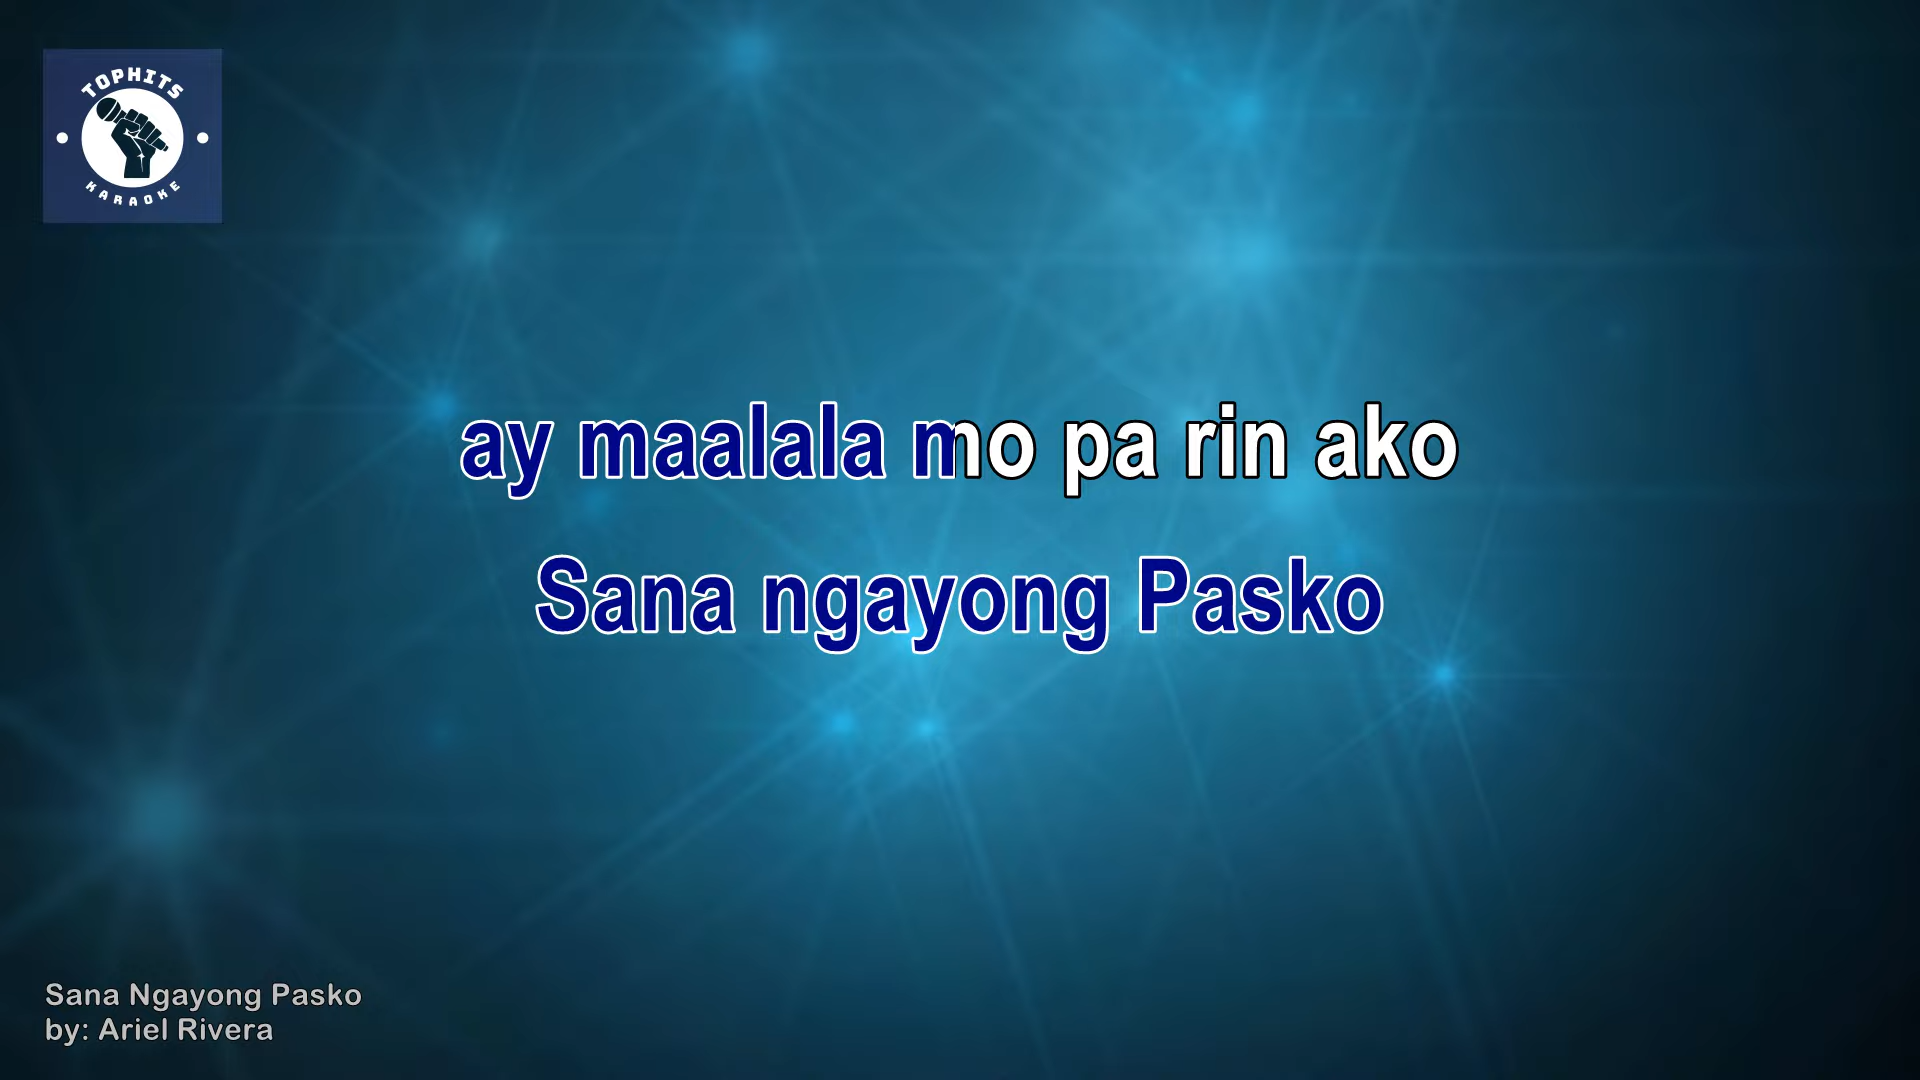 TOPHITS
KARAOKE
ay maalala mo pa rin ako
Sana ngayong Pasko
Sana Ngayong Pasko
by: Ariel Rivera